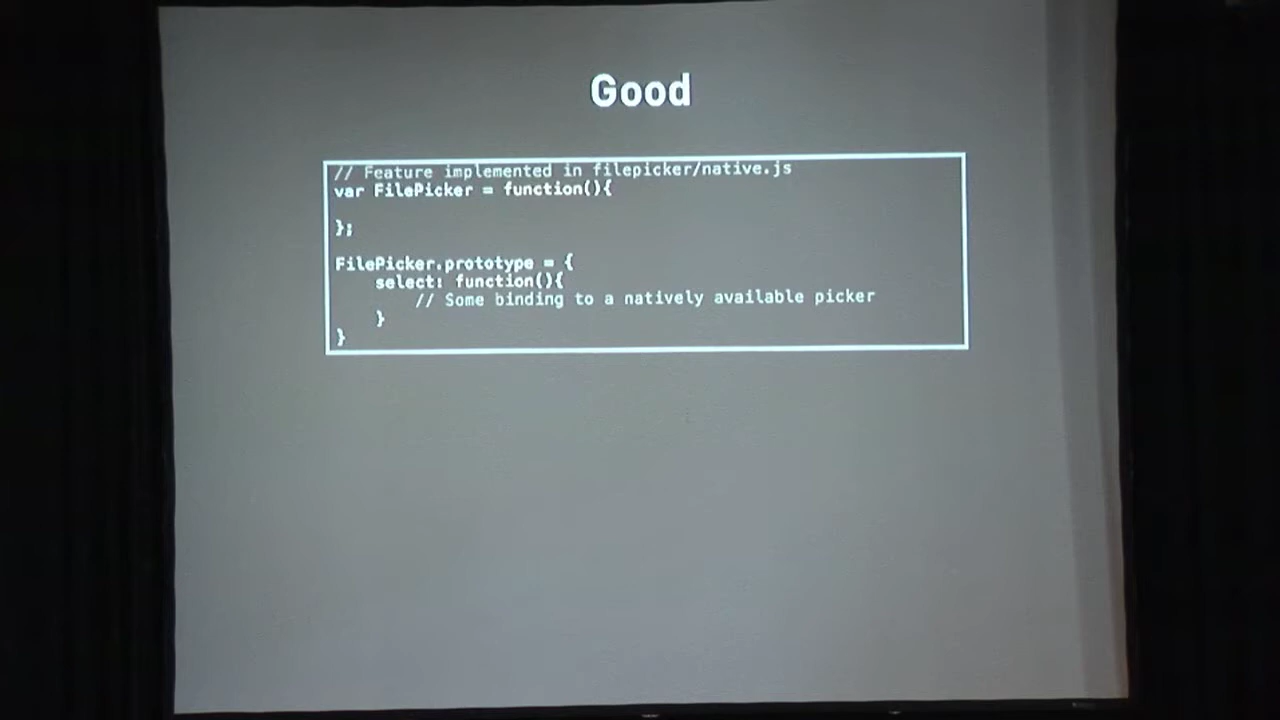 Good
// Feature implemented in filepicker/native.js
var FilePicker = function(){
};
FilePicker.prototype = {
select: function(){
// Some binding to a natively available picker
}
}